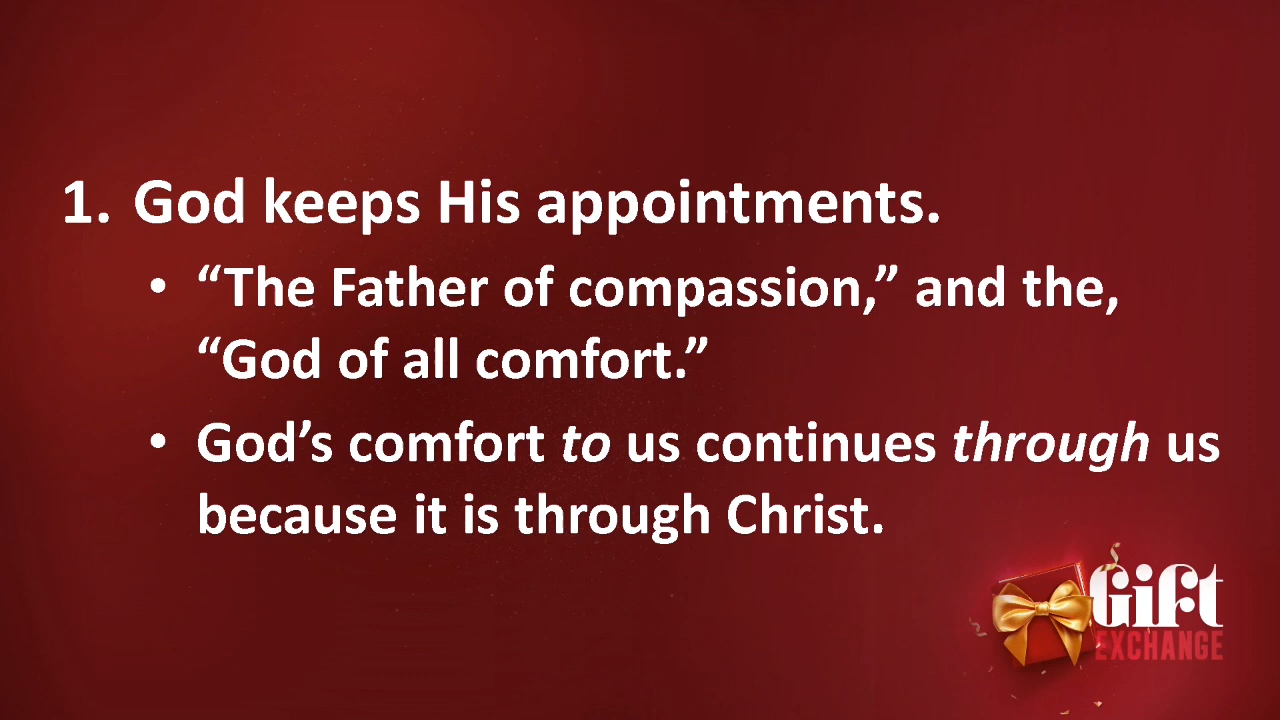 1. God keeps His appointments.
• “The Father of compassion,” and the,
“God of all comfort.”
• God’s comfort to us continues through us
because it is through Christ.
Gift
EXCHANGE